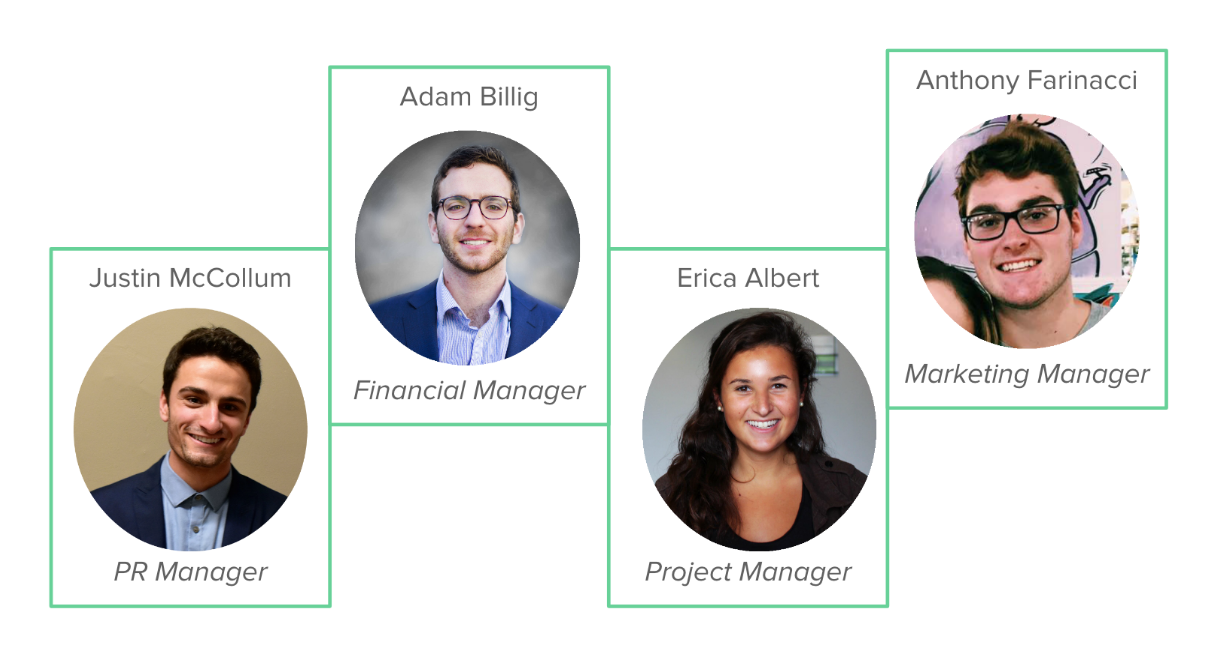 Justin McCollum
PR Manager
Adam Billig
Financial Manager
Erica Albert
Project Manager
Anthony Farinacci
Marketing Manager